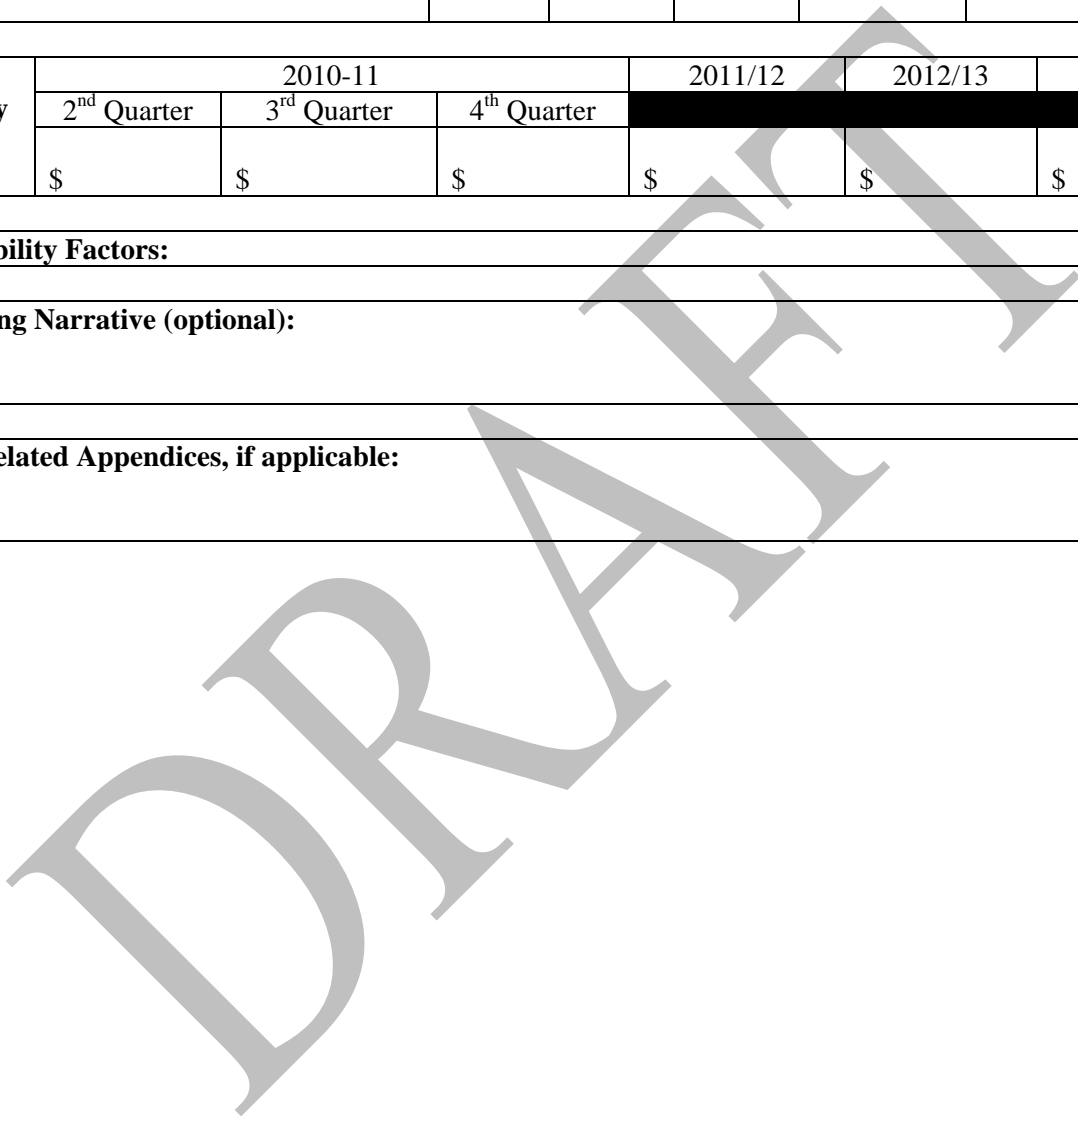 2010-11 2011/12 2012/13
y 2nd Quarter 3rd Quarter 4th Quarter
$ $ $ $ $ $
bility Factors:
ng Narrative (optional):
elated Appendices, if applicable:
DRAFT